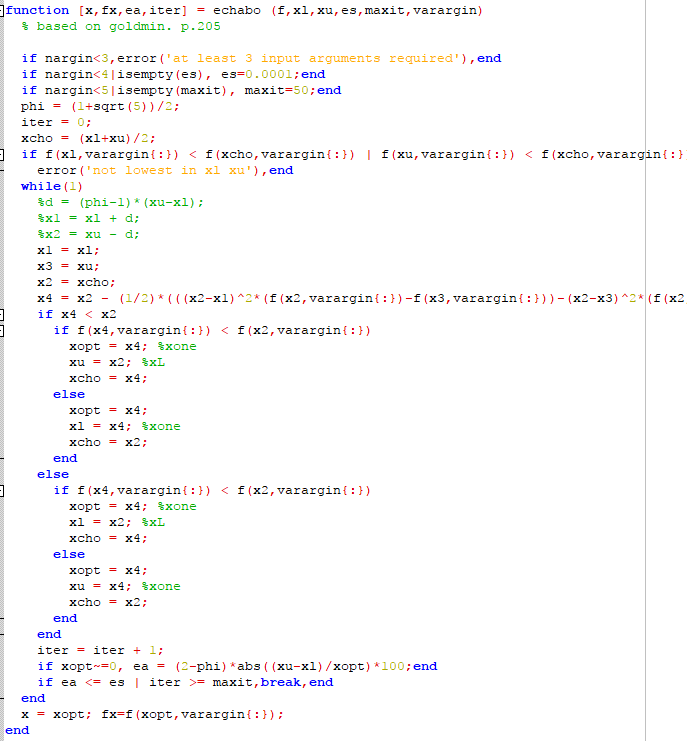 function [x,fx,ea,iter] = echabo (f,xl,xu,es,maxit,varargin)
% based on goldmin. p.205
if nargin<3,error('at least 3 input arguments required'),end
if nargin<4|isempty(es), es=0.0001;end
if nargin<5|isempty(maxit), maxit=50;end
phi = (1+sqrt(5))/2;
iter = 0;
xcho = (xl+xu)/2;
if f(xl,varargin{:}) < f(xcho,varargin{:}) | f(xu,varargin{:}) < f(xcho,varargin{:}
error('not lowest in xl xu'),end
while(1)
%d = (phi-1)*(xu-xl);
%x1 = xl + d;
%x2 = xu - d;
x1 = xl;
x3 = xu;
x2 = xcho;
x4 = x2 - (1/2)*(((x2-x1)^2*(f(x2,varargin{:})-f(x3,varargin{:}))-(x2-x3)^2*(f(x2
if x4 < x2
if f(x4,varargin{:}) < f(x2,varargin{:})
xopt = x4; %xone
xu = x2; %xL
xcho = x4;
else
xopt = x4;
xl = x4; %xone
xcho = x2;
end
else
if f(x4,varargin{:}) < f(x2,varargin{:})
xopt = x4; %xone
xl = x2; %xL
xcho = x4;
else
xopt = x4;
xu = x4; %xone
xcho = x2;
end
end
iter = iter + 1;
if xopt~=0, ea = (2-phi)*abs((xu-xl)/xopt)*100;end
if ea <= es | iter >= maxit,break,end
end
x = xopt; fx=f(xopt,varargin{:});
end